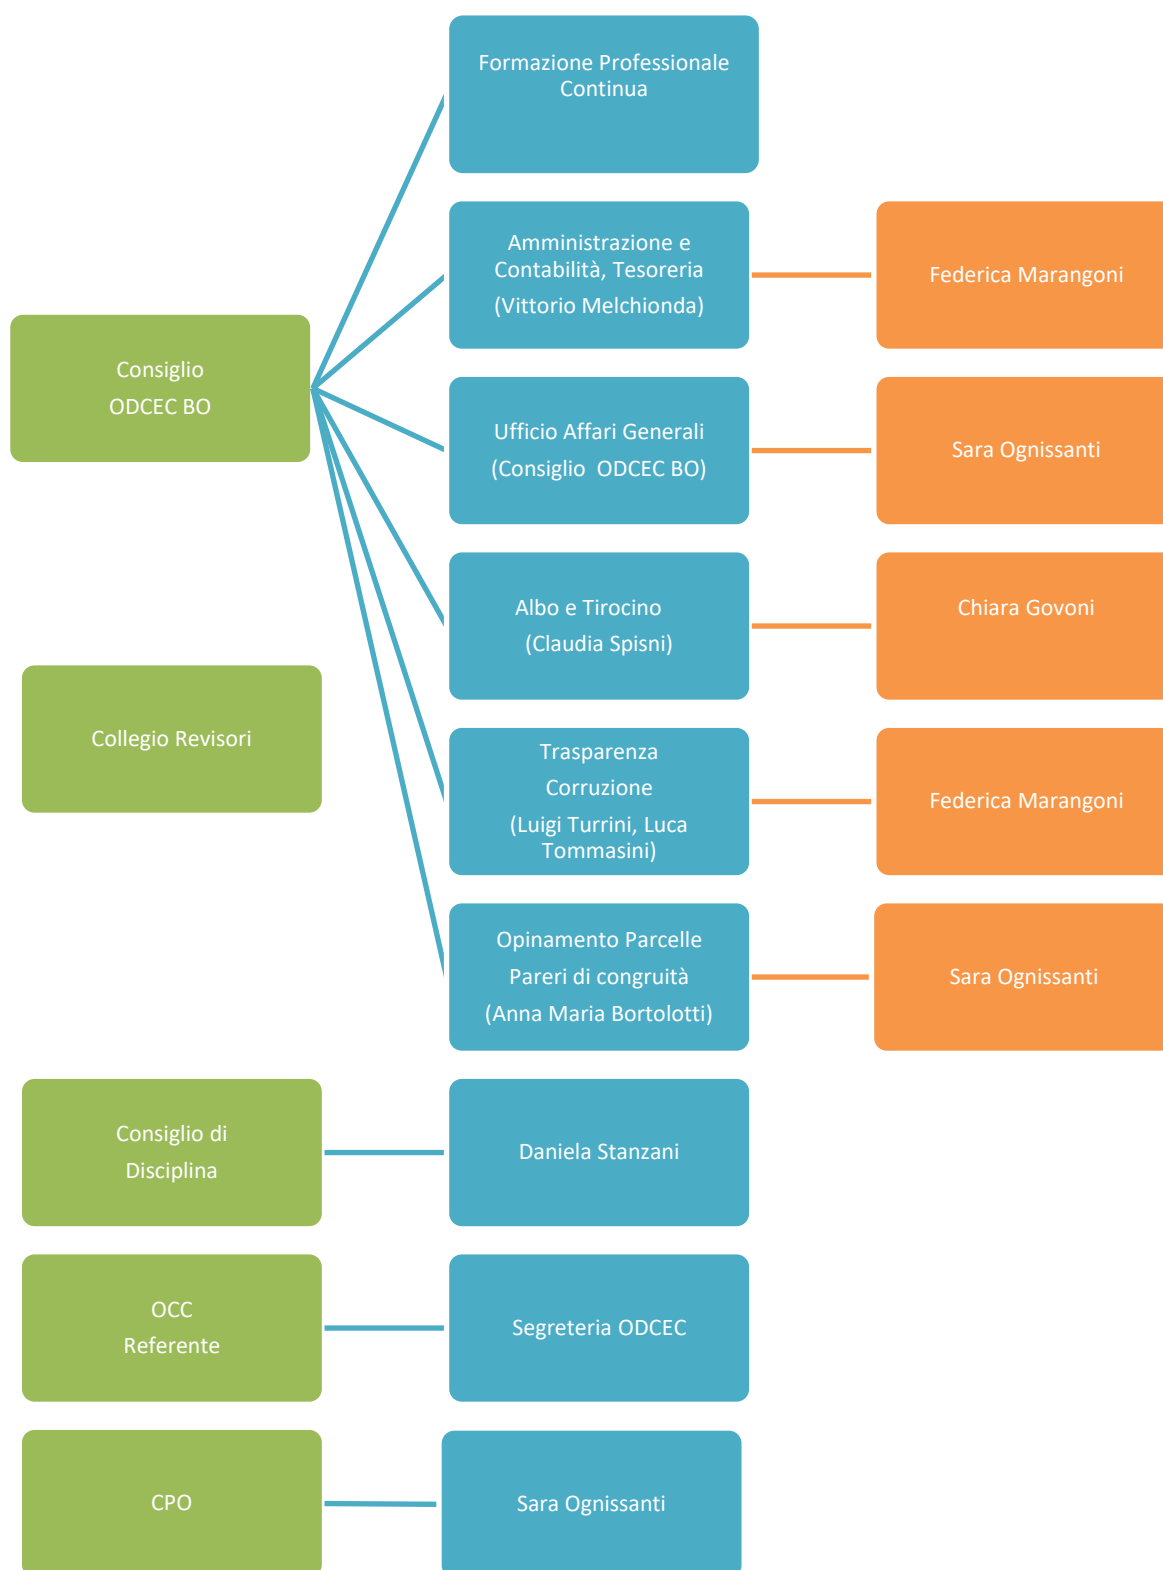 Formazione Professionale
Continua
Amministrazione e
Contabilità, Tesoreria
(Vittorio Melchionda)
Federica Marangoni
Consiglio
ODCEC BO
Ufficio Affari Generali
(Consiglio ODCEC BO)
Sara Ognissanti
Albo e Tirocino
(Claudia Spisni)
Chiara Govoni
Collegio Revisori
Trasparenza
Corruzione
(Luigi Turrini, Luca
Tommasini)
Federica Marangoni
Opinamento Parcelle
Pareri di congruità
(Anna Maria Bortolotti)
Sara Ognissanti
Consiglio di
Disciplina
Daniela Stanzani
OCC
Referente
Segreteria ODCEC
CPO
Sara Ognissanti